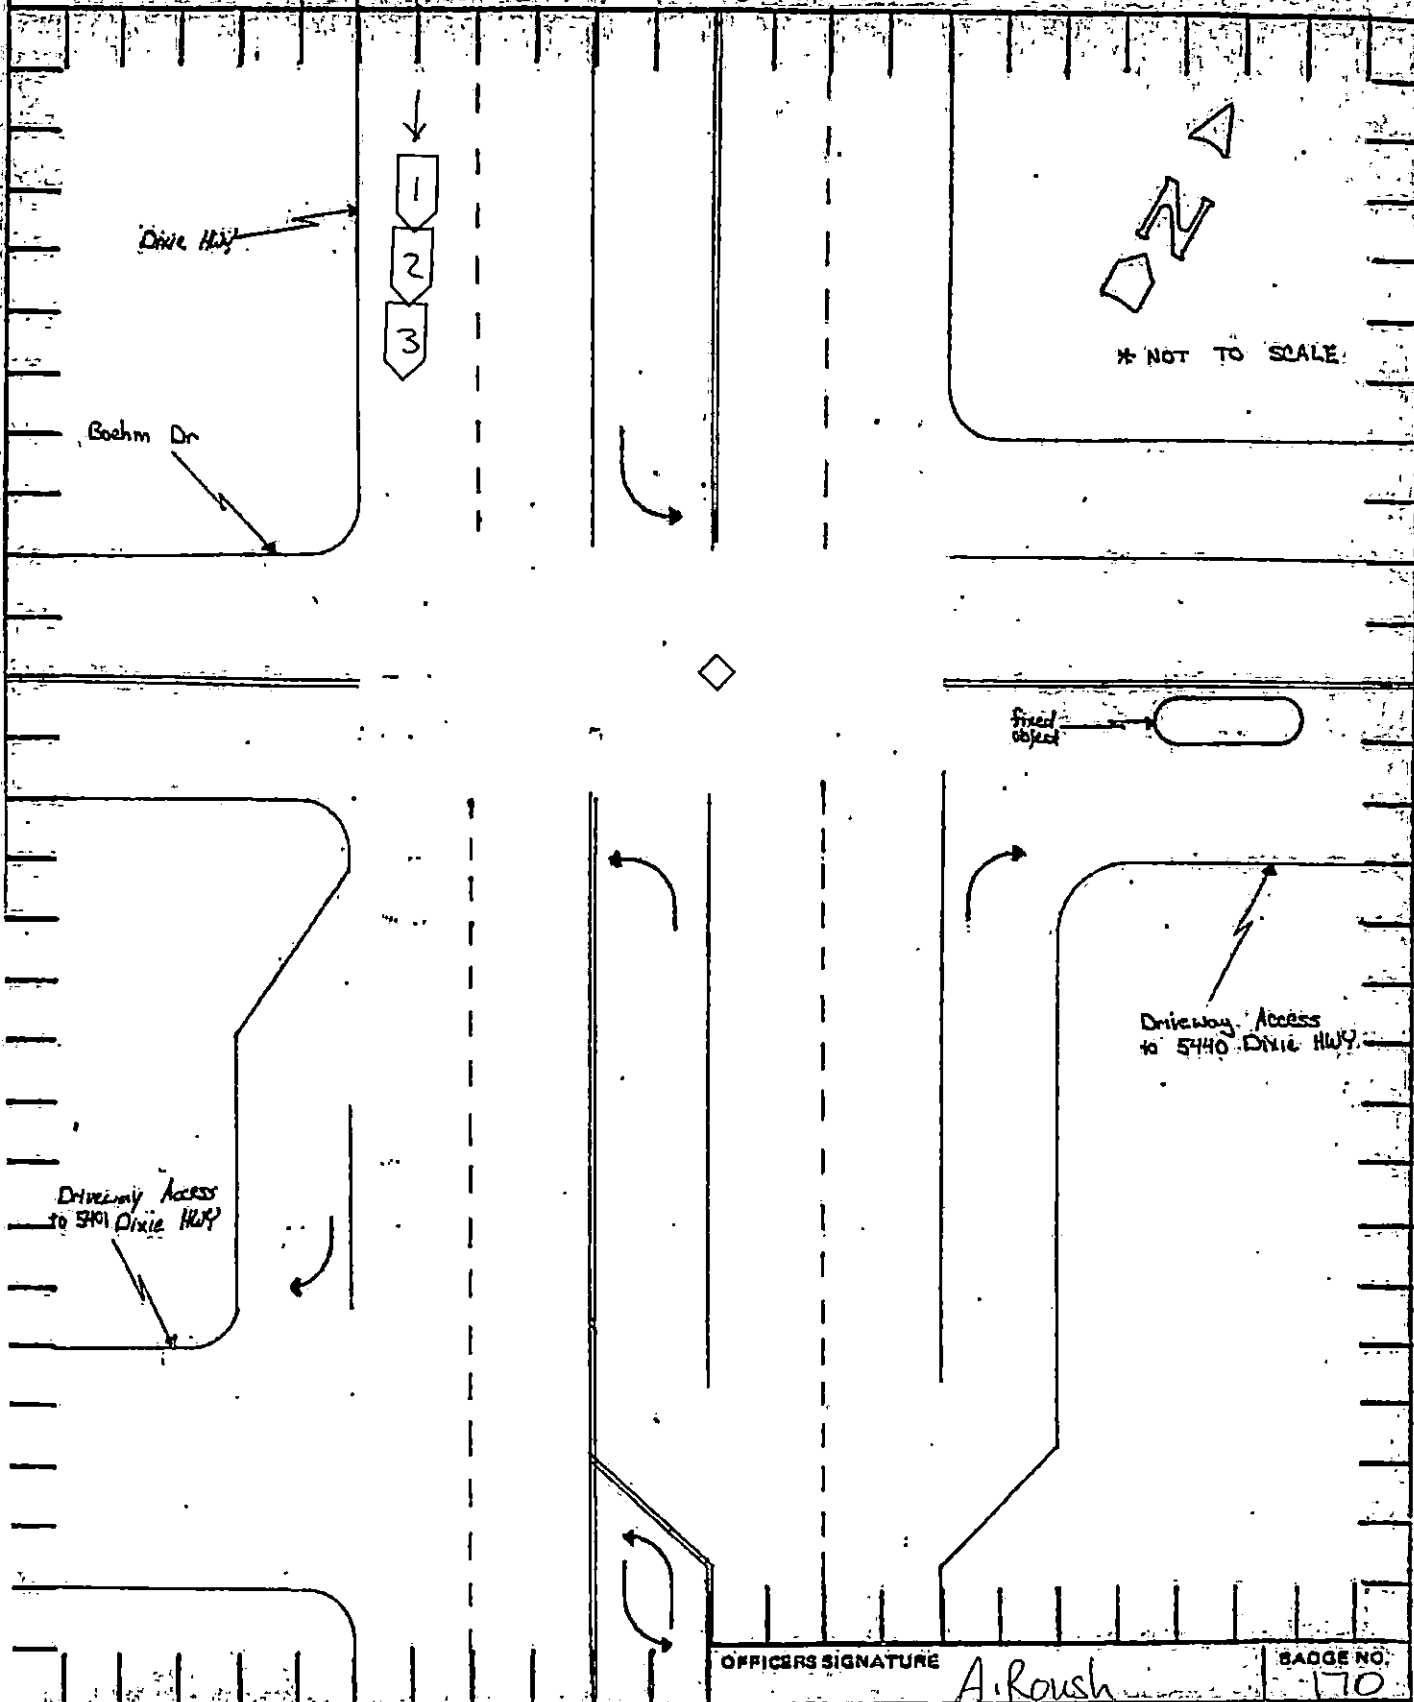 1
N
Dixie HWY
2
3
* NOT TO SCALE
Boehm Dr
fixed
object
Driveway Access
to 5440 Dixie HWY
Driveway Access
to 5401 Dixie HWY
OFFICERS SIGNATURE
A. Roush
BADGE NO.
170